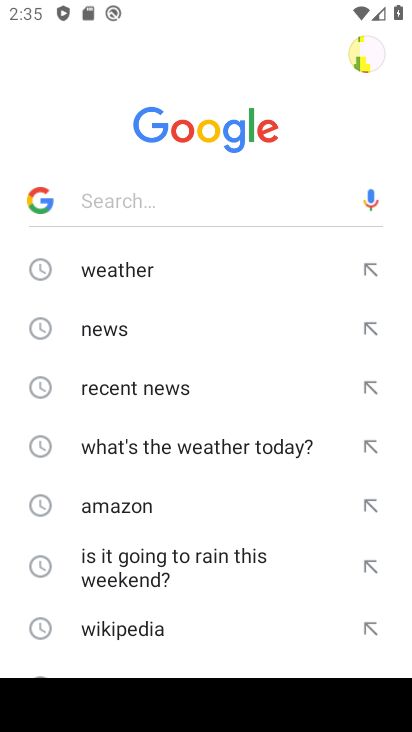 2:35
Google
G Search...
weather
news
recent news
what's the weather today?
amazon
is it going to rain this
weekend?
wikipedia